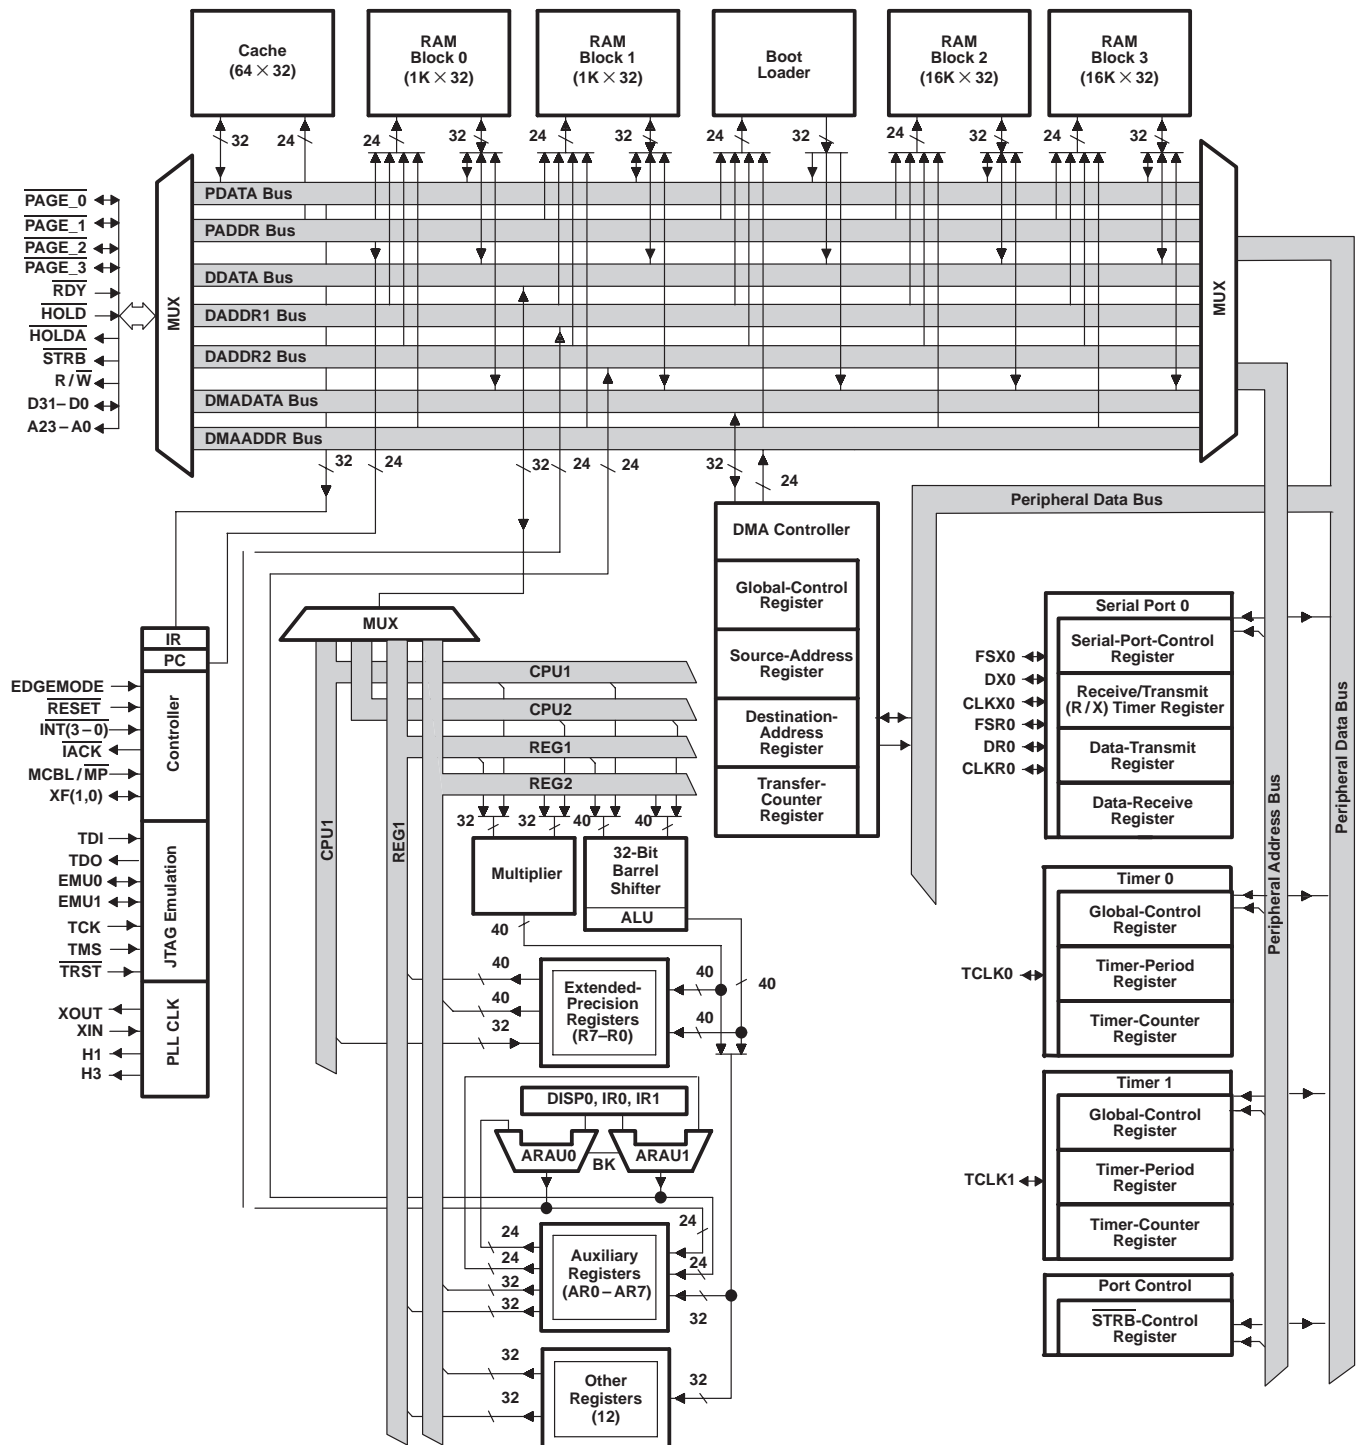 Cache
(64 × 32)
RAM
Block 0
(1K × 32)
RAM
Block 1
(1K × 32)
Boot
Loader
RAM
Block 2
(16K × 32)
RAM
Block 3
(16K × 32)
32
24
24
32
24
32
24
32
24
32
24
32
MUX
MUX
PAGE_0
PAGE_1
PAGE_2
PAGE_3
RDY
HOLD
HOLDA
STRB
R / W
D31– D0
A23 – A0
PDATA Bus
PADDR Bus
DDATA Bus
DADDR1 Bus
DADDR2 Bus
DMADATA Bus
DMAADDR Bus
32
24
32
24
24
32
24
Peripheral Data Bus
Peripheral Data Bus
Peripheral Address Bus
DMA Controller
Global-Control
Register
Source-Address
Register
Destination-
Address
Register
Transfer-
Counter
Register
MUX
CPU1
CPU2
REG1
REG2
CPU1
REG1
32
32
40
40
Multiplier
32-Bit
Barrel
Shifter
ALU
40
40
40
40
40
32
40
40
Extended-
Precision
Registers
(R7–R0)
DISP0, IR0, IR1
ARAU0
BK
ARAU1
24
24
32
32
24
24
32
Auxiliary
Registers
(AR0 – AR7)
32
32
32
Other
Registers
(12)
IR
PC
Controller
EDGEMODE
RESET
INT(3 – 0)
IACK
MCBL / MP
XF(1,0)
JTAG Emulation
TDI
TDO
EMU0
EMU1
TCK
TMS
TRST
PLL CLK
XOUT
XIN
H1
H3
Serial Port 0
Serial-Port-Control
Register
Receive/Transmit
(R / X) Timer Register
Data-Transmit
Register
Data-Receive
Register
FSX0
DX0
CLKX0
FSR0
DR0
CLKR0
Timer 0
Global-Control
Register
Timer-Period
Register
Timer-Counter
Register
TCLK0
Timer 1
Global-Control
Register
Timer-Period
Register
Timer-Counter
Register
TCLK1
Port Control
STRB-Control
Register